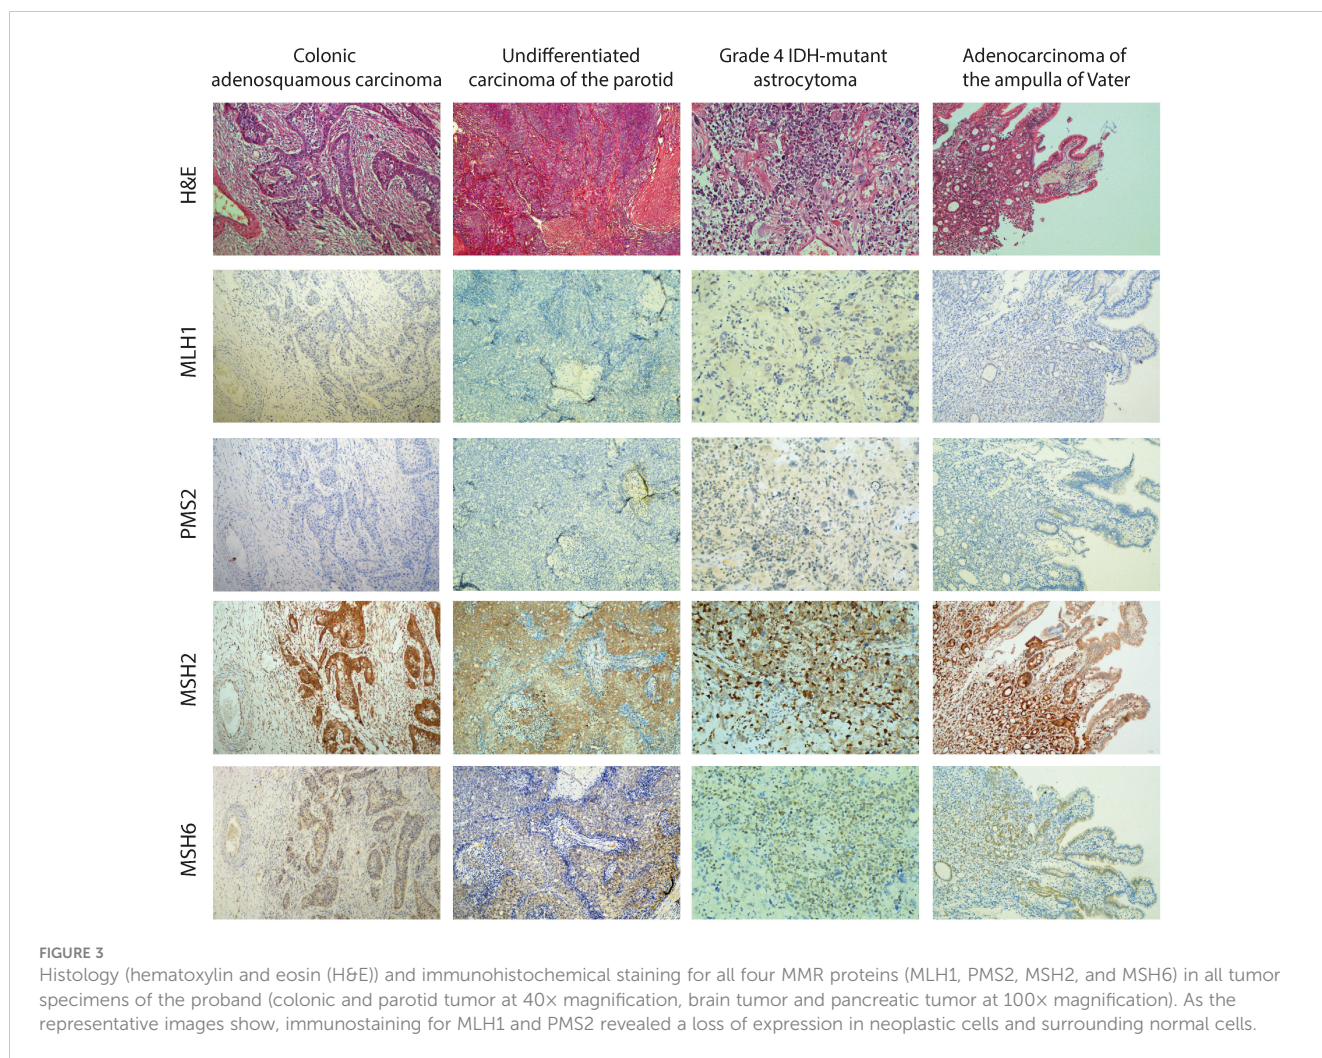 Colonic
adenosquamous carcinoma
Undifferentiated
carcinoma of the parotid
Grade 4 IDH-mutant
astrocytoma
Adenocarcinoma of
the ampulla of Vater
H&E
MLH1
PMS2
MSH2
MSH6
FIGURE 3
Histology (hematoxylin and eosin (H&E)) and immunohistochemical staining for all four MMR proteins (MLH1, PMS2, MSH2, and MSH6) in all tumor
specimens of the proband (colonic and parotid tumor at 40× magnification, brain tumor and pancreatic tumor at 100× magnification). As the
representative images show, immunostaining for MLH1 and PMS2 revealed a loss of expression in neoplastic cells and surrounding normal cells.